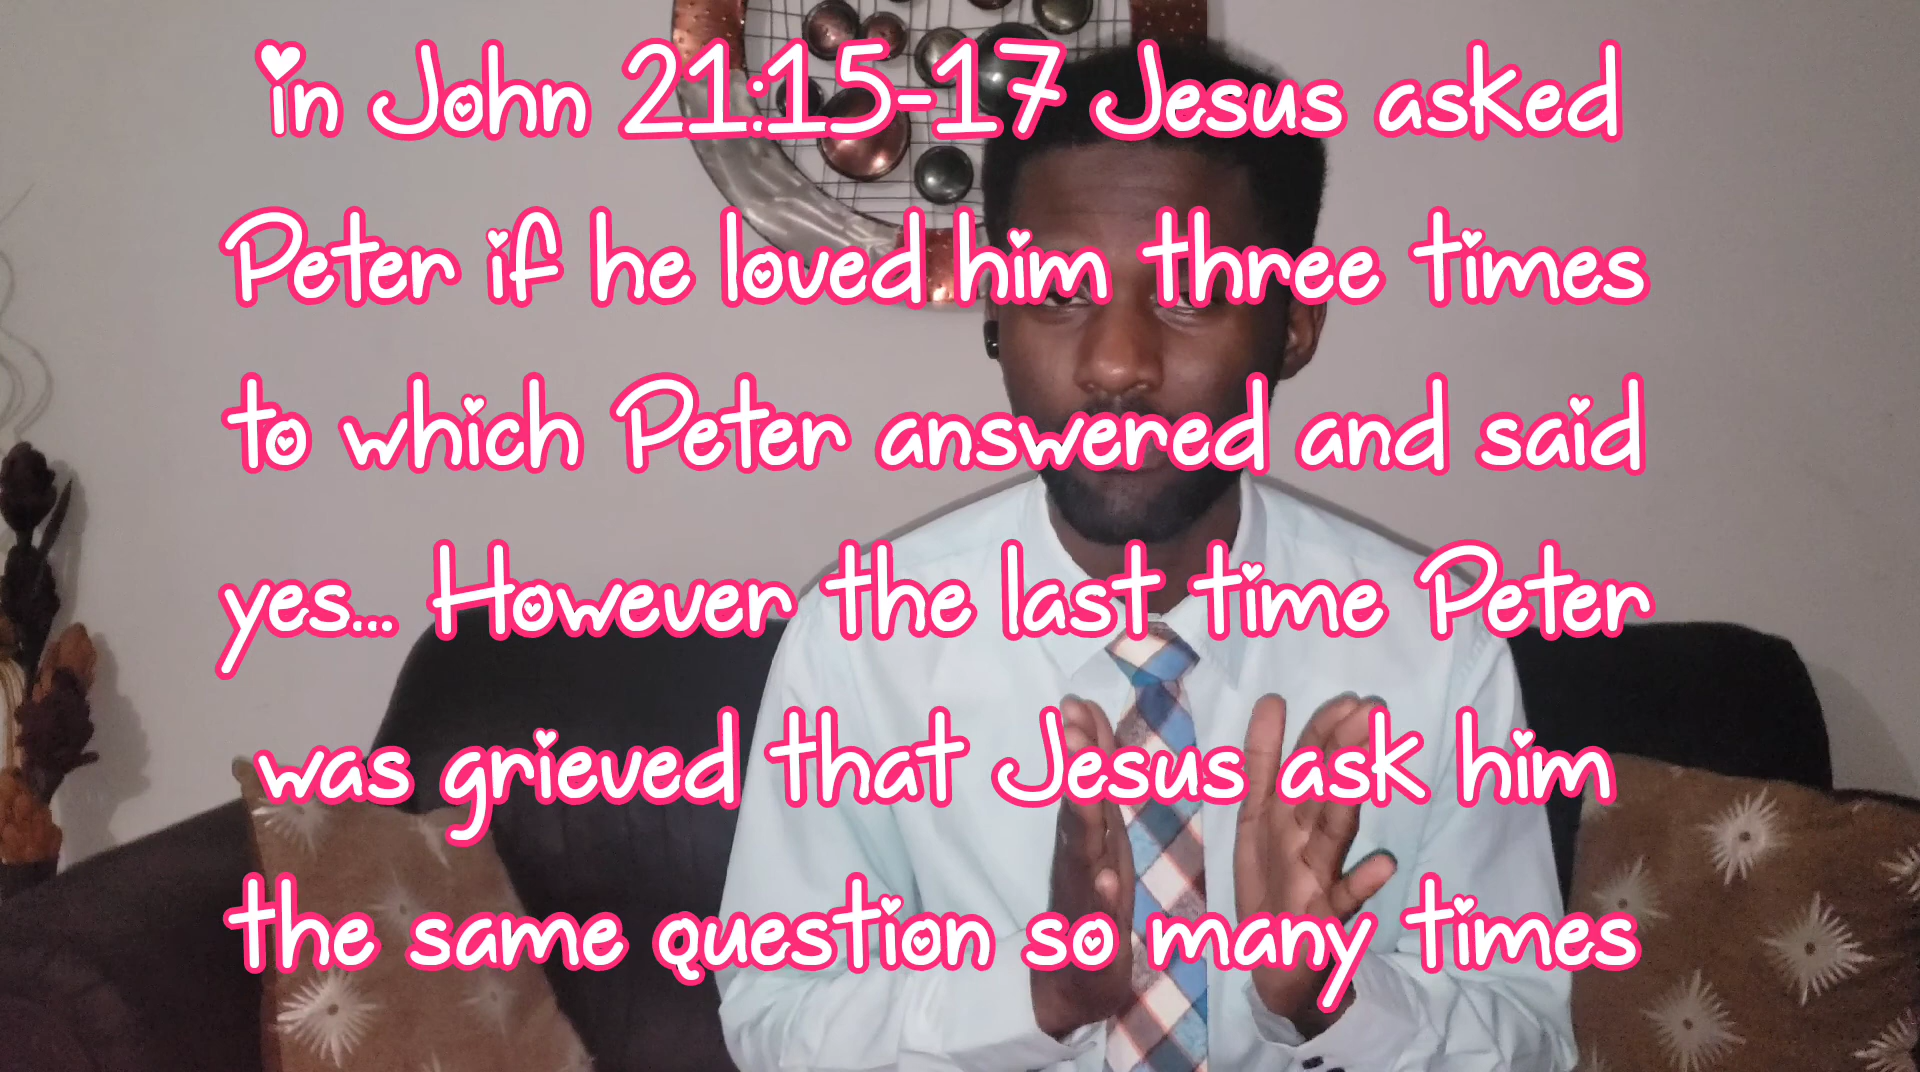 in John 21:15-17 Jesus asked
Peter if he loved him three times
to which Peter answered and said
yes... However the last time Peter
was grieved that Jesus ask him
the same question so many times